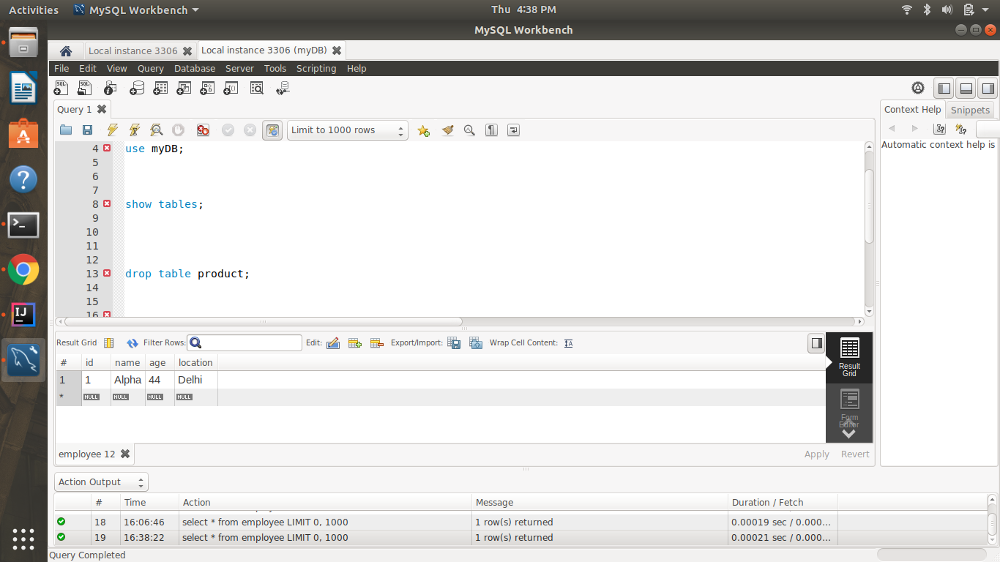 Activities MySQL Workbench Thu 4:38 PM
MySQL Workbench
Local instance 3306 Local instance 3306 (myDB)
File Edit View Query Database Server Tools Scripting Help
Query 1 Context Help Snippets
Limit to 1000 rows
Automatic context help is
4 use myDB;
5
6
7
8 show tables;
9
10
11
12
13 drop table product;
14
15
16
Result Grid Filter Rows: Edit: Export/Import: Wrap Cell Content:
# id name age location
1 1 Alpha 44 Delhi
* NULL NULL NULL NULL
Result
Grid
Form
Editor
employee 12 Apply Revert
Action Output
# Time Action Message Duration / Fetch
18 16:06:46 select * from employee LIMIT 0, 1000 1 row(s) returned 0.00019 sec / 0.000...
19 16:38:22 select * from employee LIMIT 0, 1000 1 row(s) returned 0.00021 sec / 0.000...
Query Completed